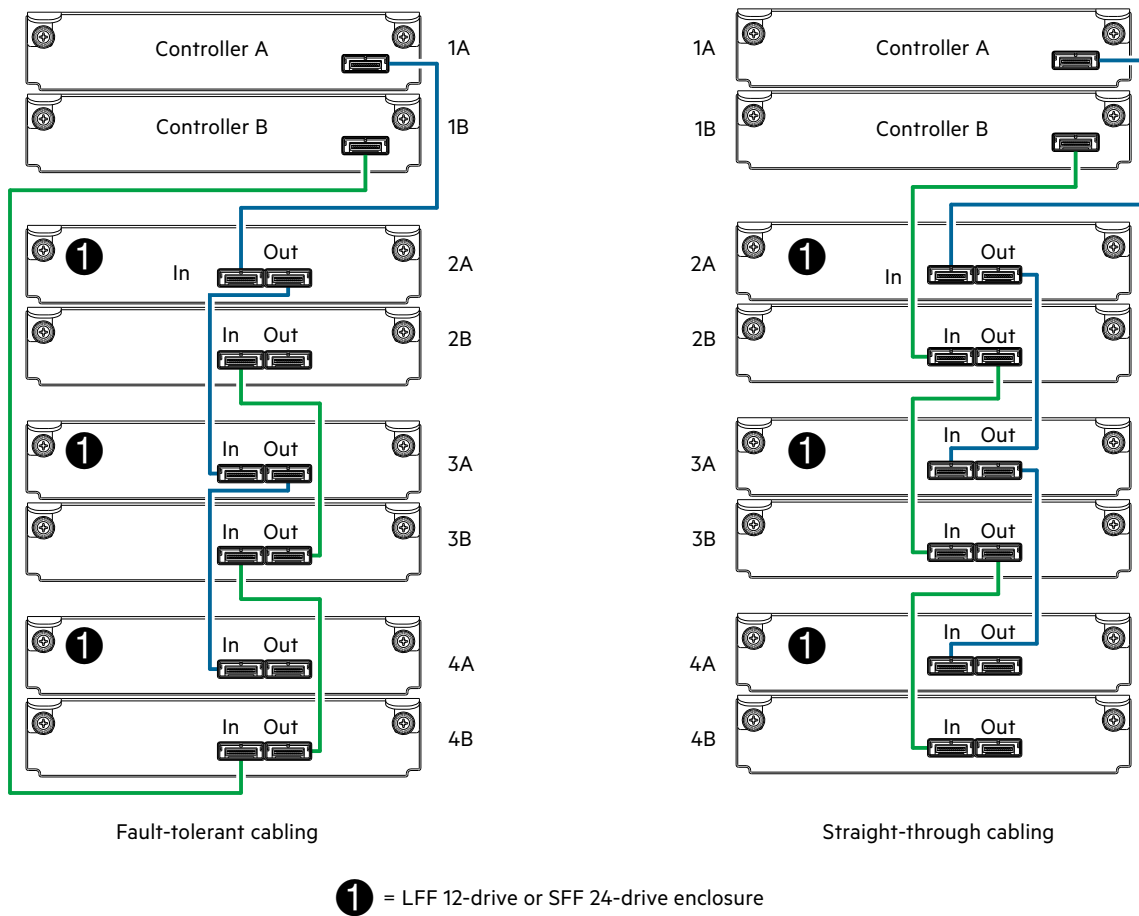 Controller A
1A
Controller B
1B
1
In
Out
2A
In Out
2B
1
In Out
3A
In Out
3B
1
In Out
4A
In Out
4B
Fault-tolerant cabling
1A
Controller A
1B
Controller B
2A
1
In
Out
2B
In Out
3A
1
In Out
3B
In Out
4A
1
In Out
4B
In Out
Straight-through cabling
1 = LFF 12-drive or SFF 24-drive enclosure